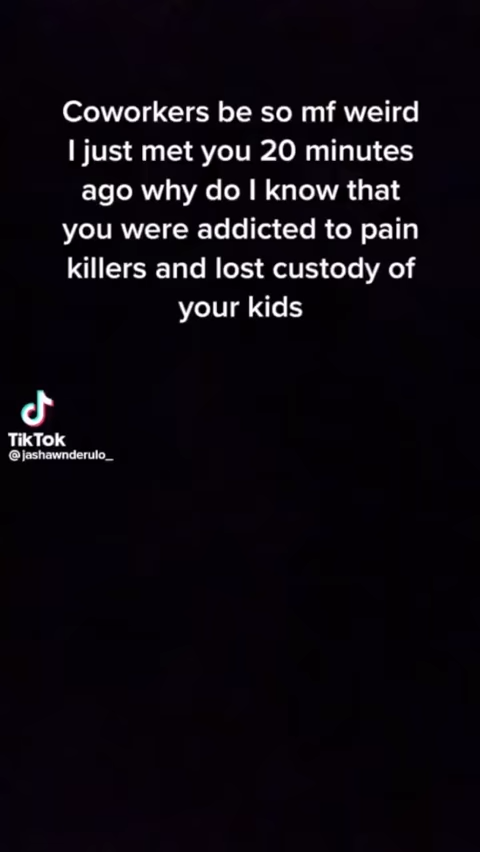 Coworkers be so mf weird
I just met you 20 minutes
ago why do I know that
you were addicted to pain
killers and lost custody of
your kids
TikTok
@jashawnderulo_